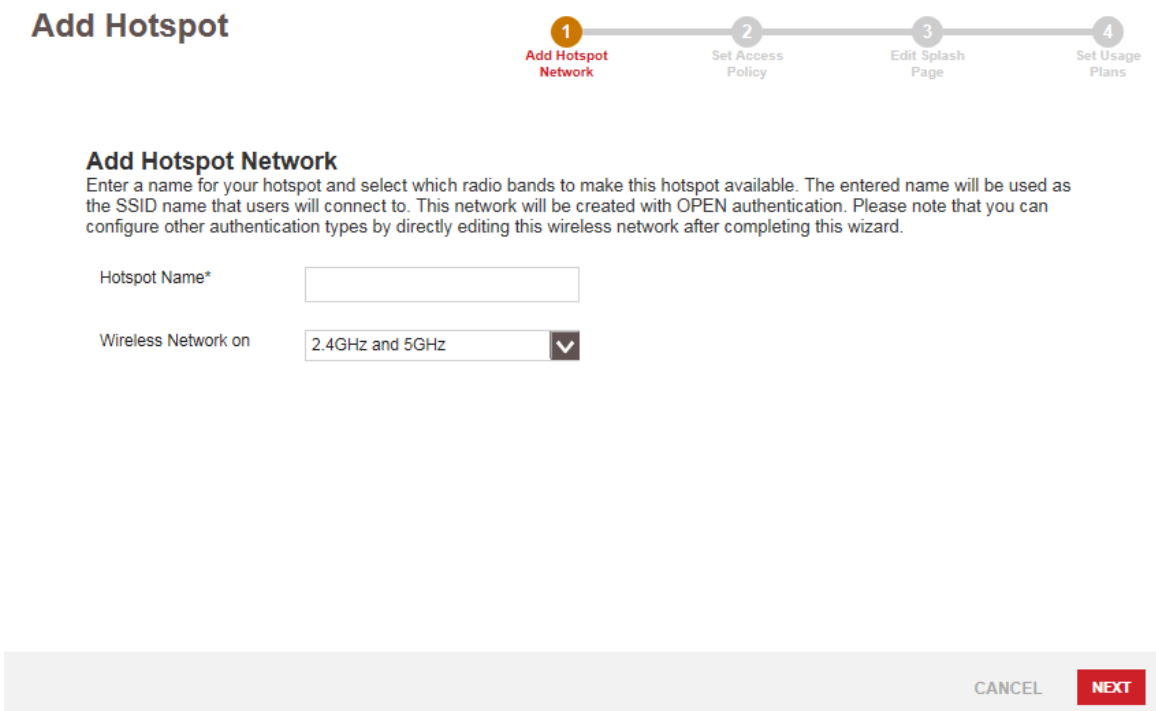 Add Hotspot
1
2
3
4
Add Hotspot
Network
Set Access
Policy
Edit Splash
Page
Set Usage
Plans
Add Hotspot Network
Enter a name for your hotspot and select which radio bands to make this hotspot available. The entered name will be used as
the SSID name that users will connect to. This network will be created with OPEN authentication. Please note that you can
configure other authentication types by directly editing this wireless network after completing this wizard.
Hotspot Name*
Wireless Network on
2.4GHz and 5GHz
CANCEL
NEXT